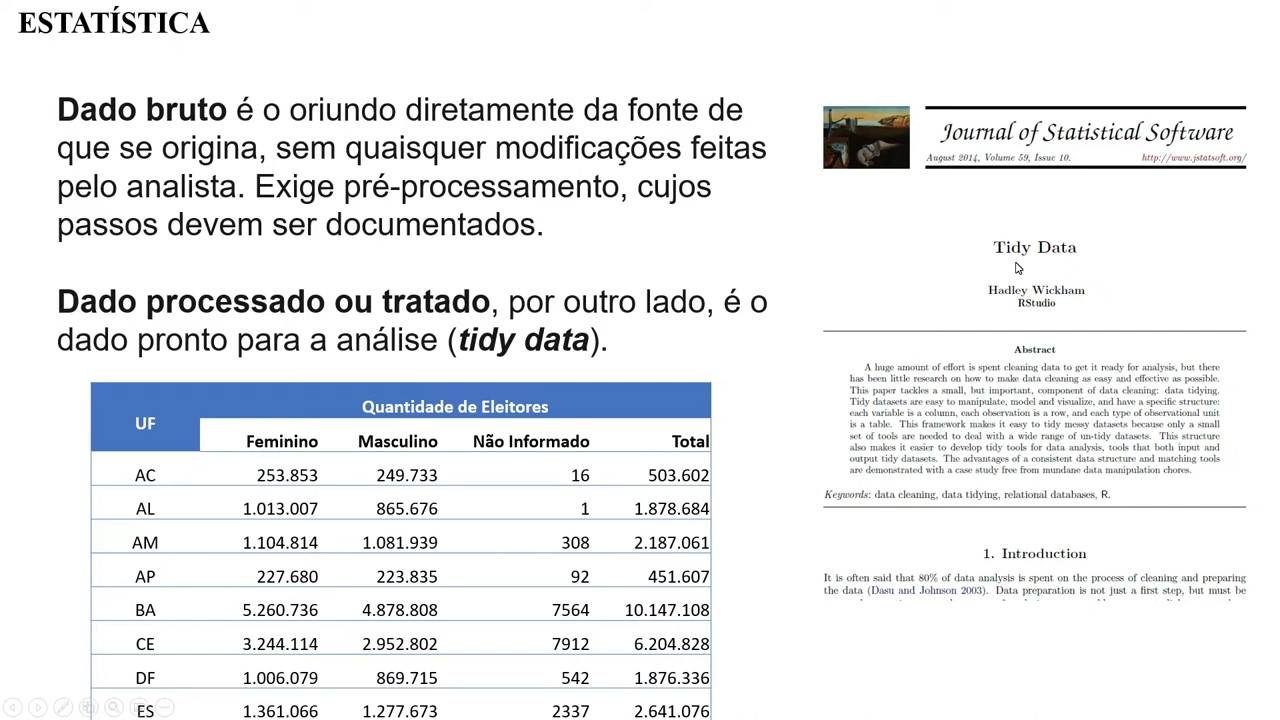 ESTATÍSTICA
Dado bruto é o oriundo diretamente da fonte de
que se origina, sem quaisquer modificações feitas
pelo analista. Exige pré-processamento, cujos
passos devem ser documentados.
Dado processado ou tratado, por outro lado, é o
dado pronto para a análise (tidy data).
UF Quantidade de Eleitores
Feminino Masculino Não Informado Total
AC 253.853 249.733 16 503.602
AL 1.013.007 865.676 1 1.878.684
AM 1.104.814 1.081.939 308 2.187.061
AP 227.680 223.835 92 451.607
BA 5.260.736 4.878.808 7564 10.147.108
CE 3.244.114 2.952.802 7912 6.204.828
DF 1.006.079 869.715 542 1.876.336
ES 1.361.066 1.277.673 2337 2.641.076
Journal of Statistical Software
August 2014, Volume 59, Issue 10. http://www.jstatsoft.org/
Tidy Data
Hadley Wickham
RStudio
Abstract
A huge amount of effort is spent cleaning data to get it ready for analysis, but there
has been little research on how to make data cleaning as easy and effective as possible.
This paper tackles a small, but important, component of data cleaning: data tidying.
Tidy datasets are easy to manipulate, model and visualize, and have a specific structure:
each variable is a column, each observation is a row, and each type of observational unit
is a table. This framework makes it easy to tidy messy datasets because only a small
set of tools are needed to deal with a wide range of un-tidy datasets. This structure
also makes it easier to develop tidy tools for data analysis, tools that both input and
output tidy datasets. The advantages of a consistent data structure and matching tools
are demonstrated with a case study free from mundane data manipulation chores.
Keywords: data cleaning, data tidying, relational databases, R.
1. Introduction
It is often said that 80% of data analysis is spent on the process of cleaning and preparing
the data (Dasu and Johnson 2003). Data preparation is not just a first step, but must be